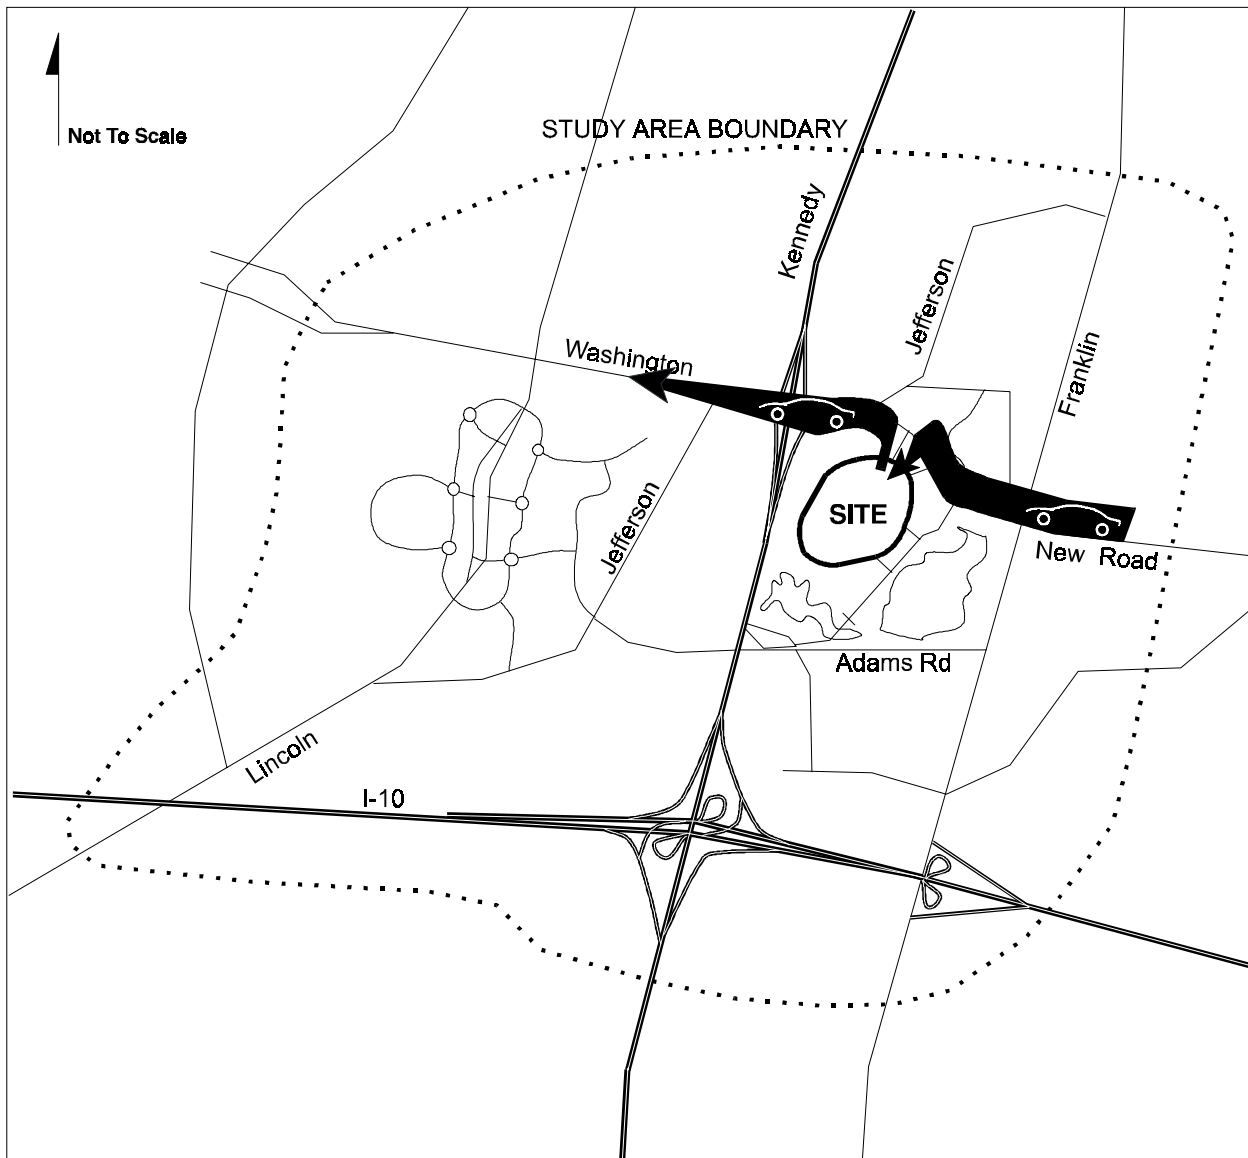 Not To Scale
STUDY AREA BOUNDARY
Kennedy
Jefferson
Washington
Franklin
SITE
Jefferson
New Road
Adams Rd
Lincoln
I-10